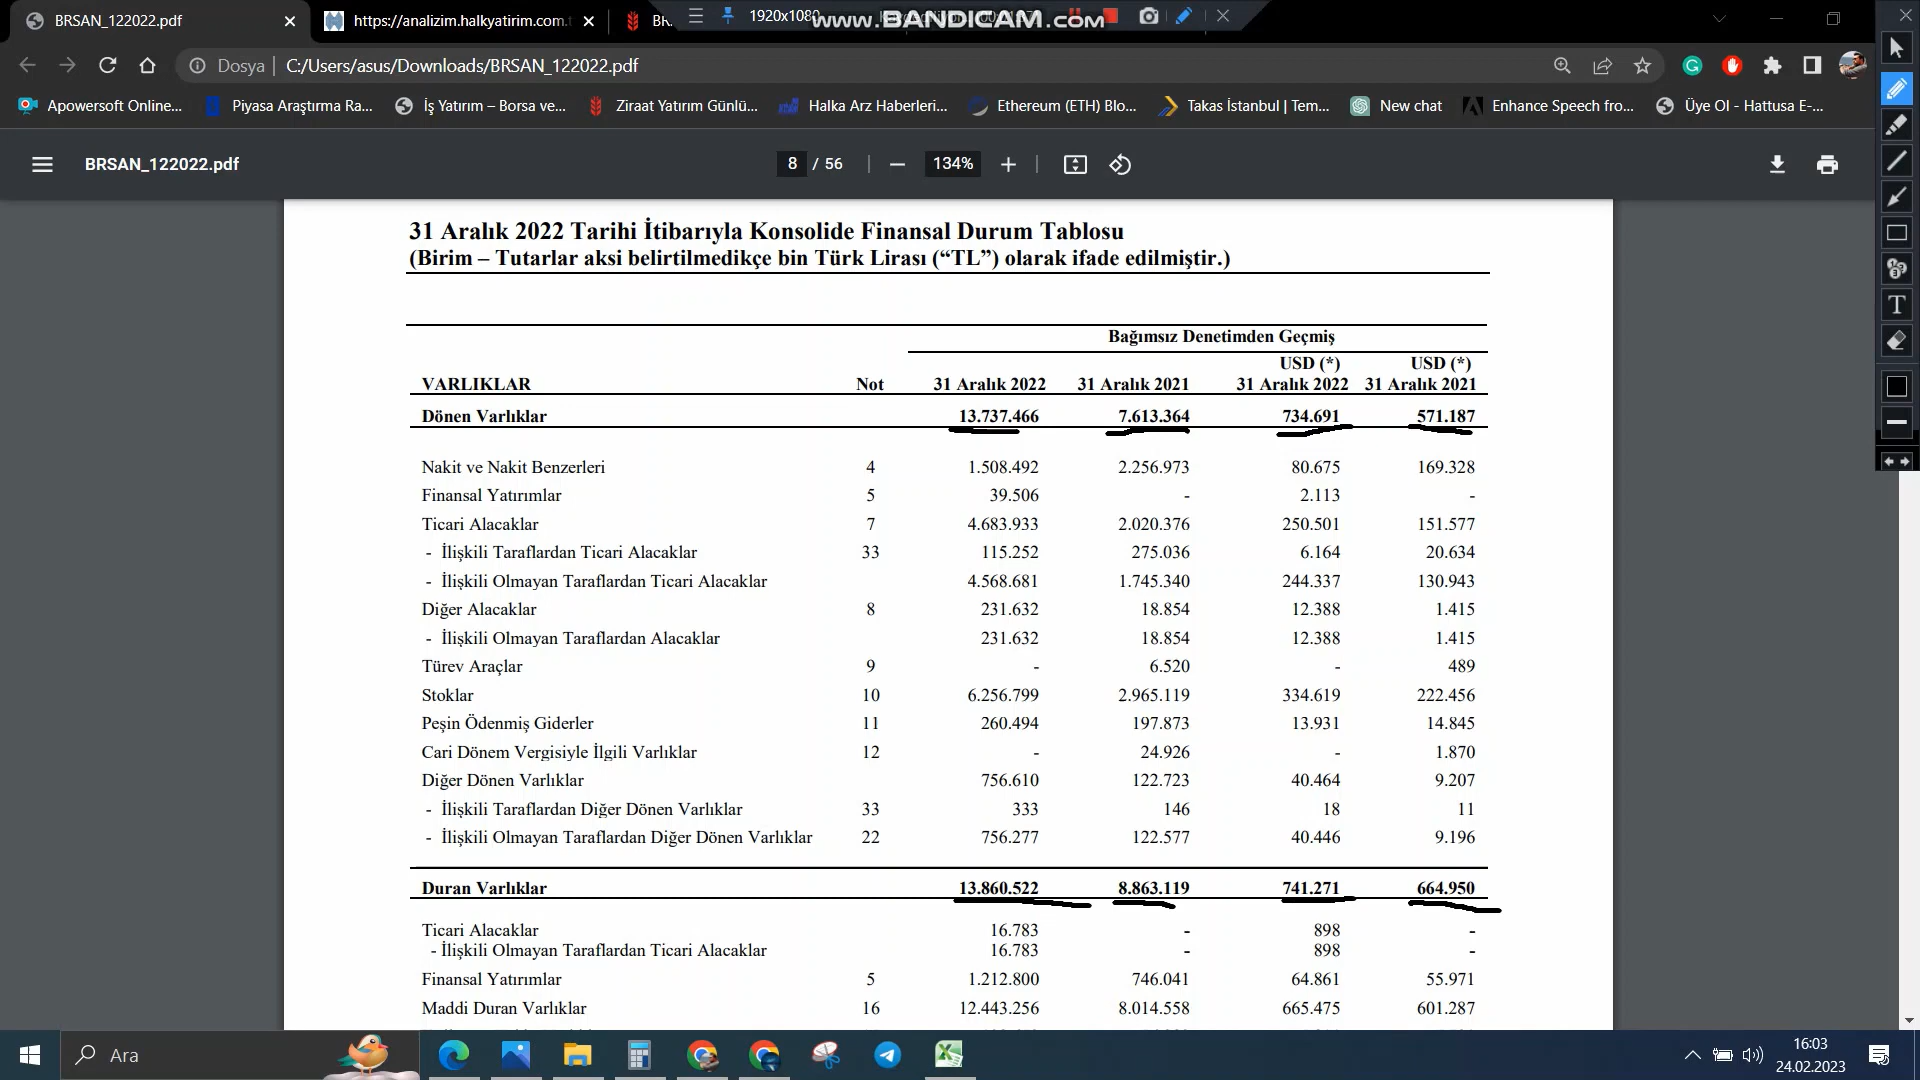 BRSAN_122022.pdf
https://analizim.halkyatirim.com.t
1920x1080
www.BANDICAM.com
Dosya
C:/Users/asus/Downloads/BRSAN_122022.pdf
Apowersoft Online...
Piyasa Araştırma Ra...
İş Yatırım – Borsa ve...
Ziraat Yatırım Günlü...
Halka Arz Haberleri...
Ethereum (ETH) Blo...
Takas İstanbul | Tem...
New chat
Enhance Speech fro...
Üye Ol - Hattusa E-...
BRSAN_122022.pdf
8 / 56
134%
31 Aralık 2022 Tarihi İtibarıyla Konsolide Finansal Durum Tablosu
(Birim – Tutarlar aksi belirtilmedikçe bin Türk Lirası (“TL”) olarak ifade edilmiştir.)
Bağımsız Denetimden Geçmiş
USD (*) USD (*)
VARLIKLAR Not 31 Aralık 2022 31 Aralık 2021 31 Aralık 2022 31 Aralık 2021
Dönen Varlıklar 13.737.466 7.613.364 734.691 571.187
Nakit ve Nakit Benzerleri 4 1.508.492 2.256.973 80.675 169.328
Finansal Yatırımlar 5 39.506 - 2.113 -
Ticari Alacaklar 7 4.683.933 2.020.376 250.501 151.577
- İlişkili Taraflardan Ticari Alacaklar 33 115.252 275.036 6.164 20.634
- İlişkili Olmayan Taraflardan Ticari Alacaklar 4.568.681 1.745.340 244.337 130.943
Diğer Alacaklar 8 231.632 18.854 12.388 1.415
- İlişkili Olmayan Taraflardan Alacaklar 231.632 18.854 12.388 1.415
Türev Araçlar 9 - 6.520 - 489
Stoklar 10 6.256.799 2.965.119 334.619 222.456
Peşin Ödenmiş Giderler 11 260.494 197.873 13.931 14.845
Cari Dönem Vergisiyle İlgili Varlıklar 12 - 24.926 - 1.870
Diğer Dönen Varlıklar 756.610 122.723 40.464 9.207
- İlişkili Taraflardan Diğer Dönen Varlıklar 33 333 146 18 11
- İlişkili Olmayan Taraflardan Diğer Dönen Varlıklar 22 756.277 122.577 40.446 9.196
Duran Varlıklar 13.860.522 8.863.119 741.271 664.950
Ticari Alacaklar 16.783 - 898 -
- İlişkili Olmayan Taraflardan Ticari Alacaklar 16.783 - 898 -
Finansal Yatırımlar 5 1.212.800 746.041 64.861 55.971
Maddi Duran Varlıklar 16 12.443.256 8.014.558 665.475 601.287
Ara
16:03
24.02.2023